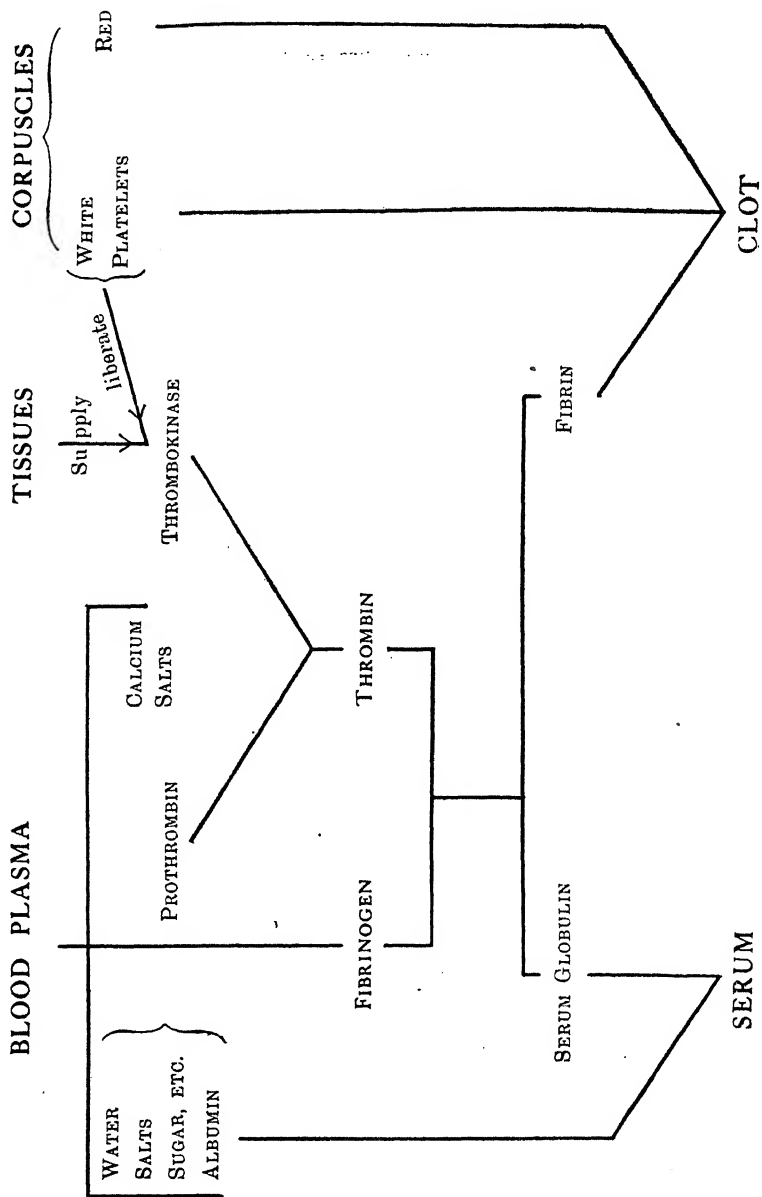 BLOOD PLASMA
TISSUES
CORPUSCLES
WATER
SALTS
SUGAR, ETC.
ALBUMIN
PROTHROMBIN
CALCIUM
SALTS
Supply
liberate
THROMBOKINASE
WHITE
PLATELETS
RED
FIBRINOGEN
THROMBIN
SERUM GLOBULIN
FIBRIN
SERUM
CLOT